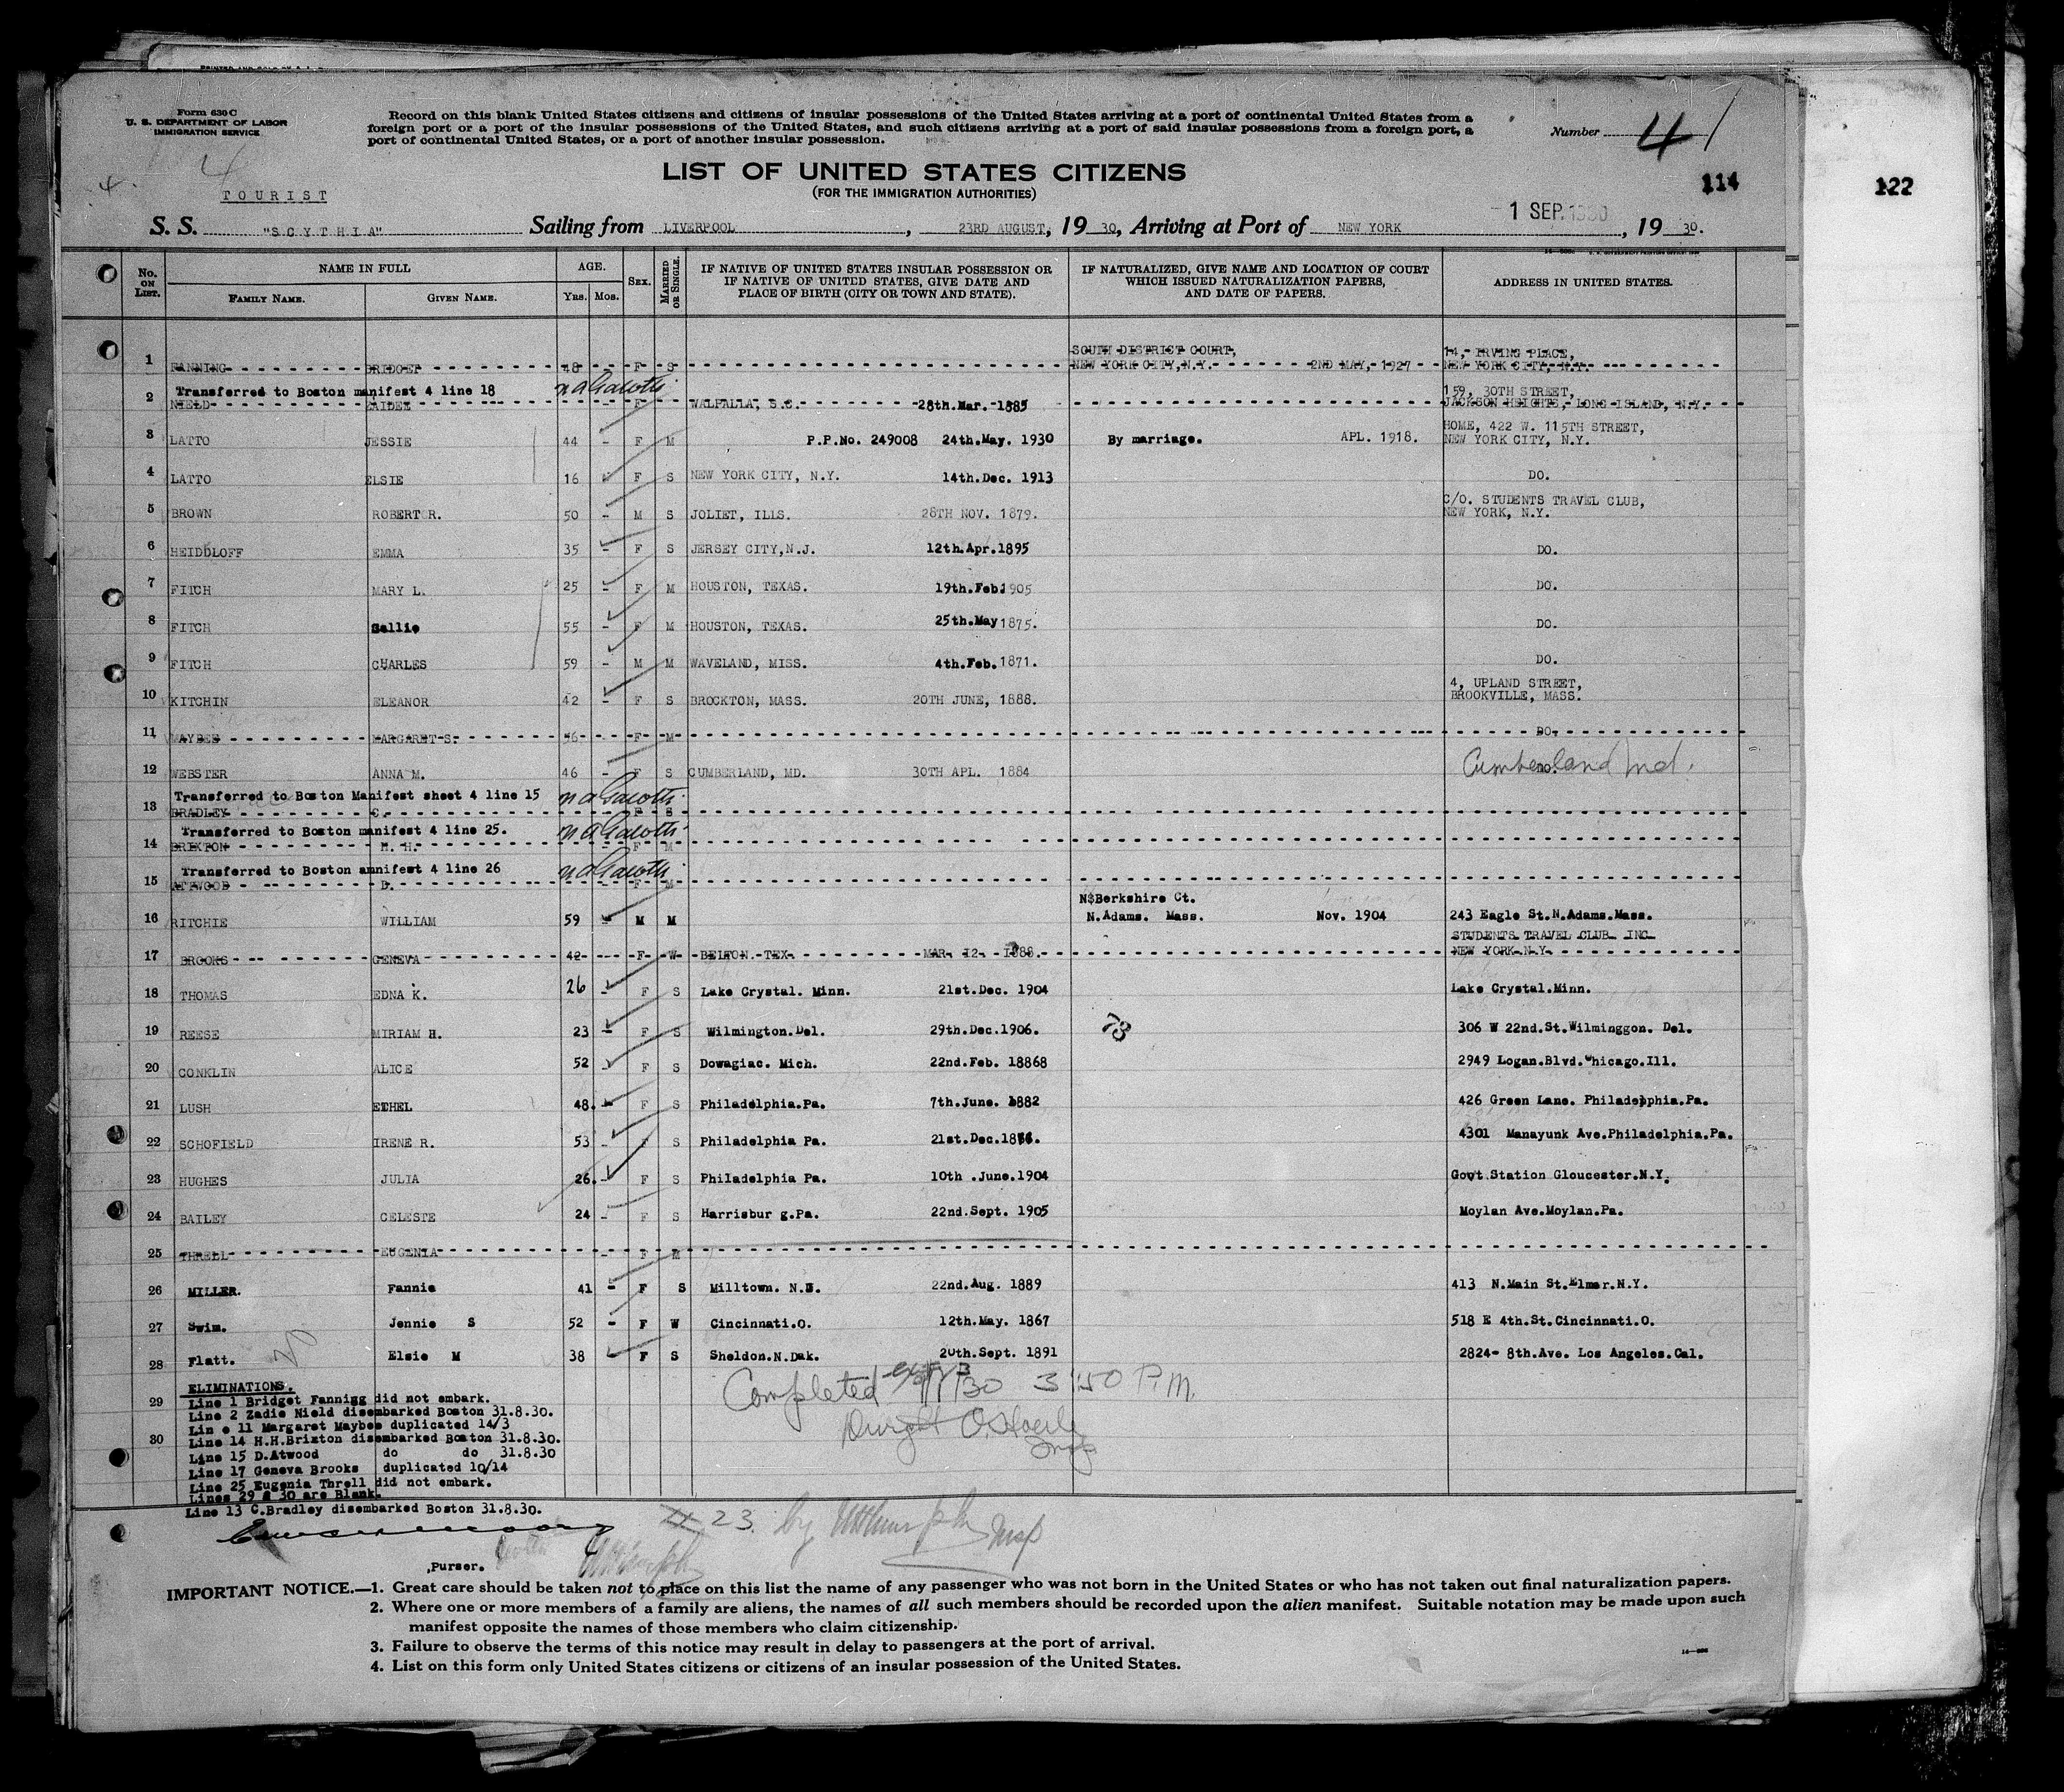 Form 630 C
U. S. DEPARTMENT OF LABOR
IMMIGRATION SERVICE
Record on this blank United States citizens and citizens of insular possessions of the United States arriving at a port of continental United States from a
foreign port or a port of the insular possessions of the United States, and such citizens arriving at a port of said insular possessions from a foreign port, a
port of continental United States, or a port of another insular possession.
Number 4
LIST OF UNITED STATES CITIZENS
(FOR THE IMMIGRATION AUTHORITIES)
4. 4
TOURIST
114
122
1 SEP. 1930
S. S. "SCYTHIA" Sailing from LIVERPOOL, 23RD AUGUST, 19 30, Arriving at Port of NEW YORK, 19 30.
No. ON LIST. NAME IN FULL FAMILY NAME. GIVEN NAME. AGE. Yrs. Mos. SEX. MARRIED OR SINGLE. IF NATIVE OF UNITED STATES INSULAR POSSESSION OR IF NATIVE OF UNITED STATES, GIVE DATE AND PLACE OF BIRTH (CITY OR TOWN AND STATE). IF NATURALIZED, GIVE NAME AND LOCATION OF COURT WHICH ISSUED NATURALIZATION PAPERS, AND DATE OF PAPERS. ADDRESS IN UNITED STATES.
SOUTH DISTRICT COURT, 14, IRVING PLACE,
1 FANNING BRIDGET 48 - F S NEW YORK CITY, N.Y. 2ND MAY, 1927 NEW YORK CITY, N.Y.
Transferred to Boston manifest 4 line 18 159, 30TH STREET,
2 NIELD ZAIDEE F WALHALLA, S.C. 28th.Mar. 1885 JACKSON HEIGHTS, LONG ISLAND, N.Y.
HOME, 422 W. 115TH STREET,
3 LATTO JESSIE 44 - F M P.P.No. 249008 24th.May. 1930 By marriage. APL. 1918. NEW YORK CITY, N.Y.
4 LATTO ELSIE 16 - F S NEW YORK CITY, N.Y. 14th.Dec. 1913 DO.
C/O. STUDENTS TRAVEL CLUB,
5 BROWN ROBERT R. 50 - M S JOLIET, ILLS. 28TH NOV. 1879. NEW YORK, N.Y.
6 HEIDDLOFF EMMA 35 - F S JERSEY CITY,N.J. 12th.Apr.1895 DO.
7 FITCH MARY L. 25 - F M HOUSTON, TEXAS. 19th.Feb.1905 DO.
8 FITCH Sallie 55 - F M HOUSTON, TEXAS. 25th.May 1875. DO.
9 FITCH CHARLES 59 - M M WAVELAND, MISS. 4th.Feb.1871. DO.
4, UPLAND STREET,
10 KITCHIN ELEANOR 42 - F S BROCKTON, MASS. 20TH JUNE, 1888. BROOKVILLE, MASS.
11 MAYBEE MARGARET S. 56 F M DO.
12 WEBSTER ANNA M. 46 - F S CUMBERLAND, MD. 30TH APL. 1884 DO. Cumberland Md.
Transferred to Boston Manifest sheet 4 line 15
13 BRADLEY C. F S
Transferred to Boston manifest 4 line 25.
14 BRIXTON H. H. F M
Transferred to Boston amnifest 4 line 26
15 ATWOOD D. F M
N$Berkshire Ct.
16 RITCHIE WILLIAM 59 - M M N.Adams. Mass. Nov. 1904 243 Eagle St.N.Adams.Mass.
STUDENTS TRAVEL CLUB INC
17 BROOKS GENEVA 42 - F W BELTON. TEX MAR. 12. 1888. NEW YORK N.Y.
18 THOMAS EDNA K. 26 - F S Lake Crystal. Minn. 21st.Dec. 1904 Lake Crystal.Minn.
19 REESE MIRIAM H. 23 - F S Wilmington.Del. 29th.Dec.1906. 73 306 W 22nd.St.Wilminggon. Del.
20 CONKLIN ALICE 52 - F S Dowagiac. Mich. 22nd.Feb. 18868 2949 Logan.Blvd.Chicago.Ill.
21 LUSH ETHEL 48. - F S Philadelphia.Pa. 7th.June. 1882 426 Green Lane. Philadepphia.Pa.
22 SCHOFIELD IRENE R. 53 - F S Philadelphia Pa. 21st.Dec.1876. 4301 Manayunk Ave.Philadelphia.Pa.
23 HUGHES JULIA 26. - F S Philadelphia Pa. 10th .June.1904 Govt.Station Gloucester.N.Y.
24 BAILEY CELESTE 24 - F S Harrisbur g.Pa. 22nd.Sept. 1905 Moylan Ave.Moylan.Pa.
25 THRELL EUGENIA - F M
26 MILLER. Fannie 41 - F S Milltown. N.J. 22nd.Aug. 1889 413 N.Main St.Elmer.N.Y.
27 Swim. Jennie S 52 - F W Cincinnati.O. 12th.May. 1867 518 E 4th.St.Cincinnati.O.
28 Flatt. Elsie M 38 - F S Sheldon.N.Dak. 20th.Sept. 1891 2824- 8th.Ave. Los Angeles.Cal.
ELIMINATIONS.
29 Line 1 Bridget Fanning did not embark.
Line 2 Zadie Nield disembarked Boston 31.8.30.
Lin e 11 Margaret Maybee duplicated 14/3
30 Line 14 H.H.Brixton disembarked Boston 31.8.30.
Line 15 D.Atwood do do 31.8.30
Line 17 Geneva Brooks duplicated 10/14
Line 25 Eugenia Threll did not embark.
Lines 29 & 30 are Blank.
Line 13 C.Bradley disembarked Boston 31.8.30.
Completed 3:50 P.M.
23 by Insp
Purser.
IMPORTANT NOTICE.—1. Great care should be taken not to place on this list the name of any passenger who was not born in the United States or who has not taken out final naturalization papers.
2. Where one or more members of a family are aliens, the names of all such members should be recorded upon the alien manifest. Suitable notation may be made upon such
manifest opposite the names of those members who claim citizenship.
3. Failure to observe the terms of this notice may result in delay to passengers at the port of arrival.
4. List on this form only United States citizens or citizens of an insular possession of the United States.